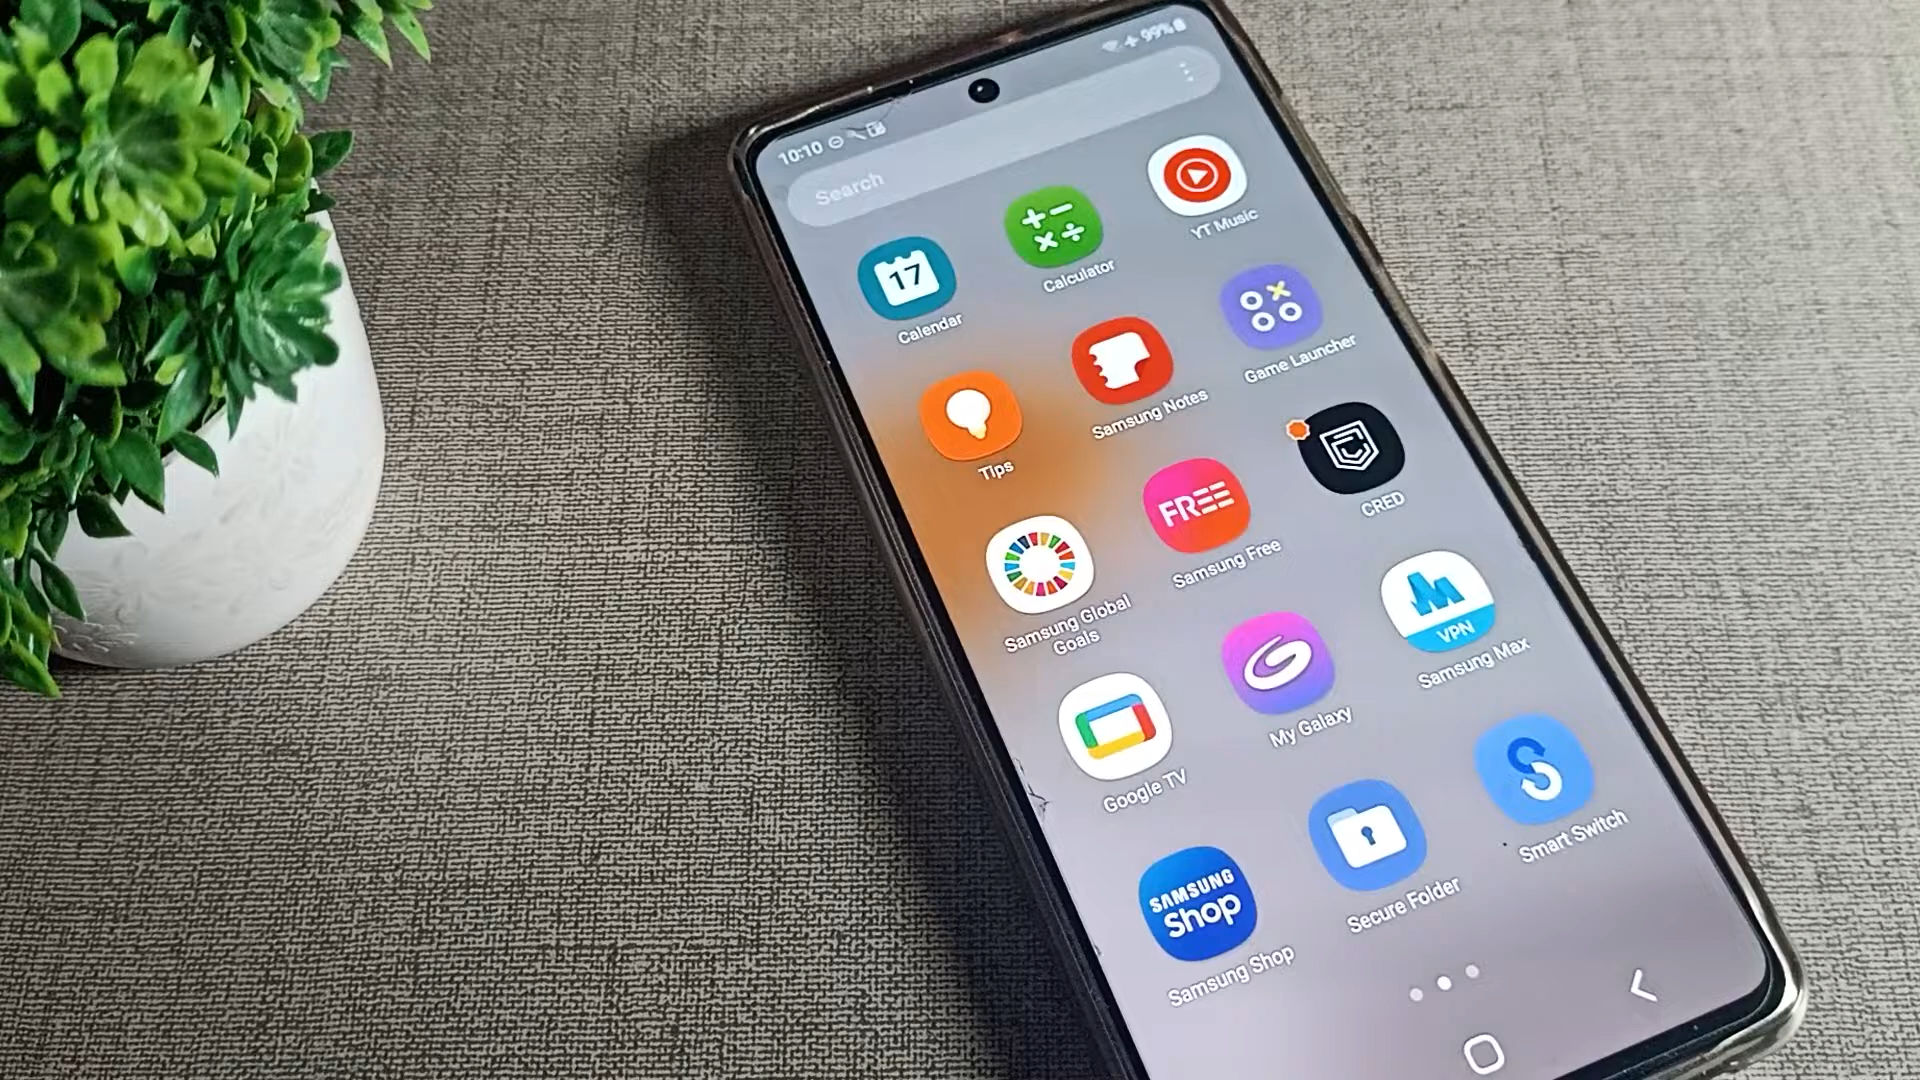 10:10
99%
Search
17
Calendar
Calculator
YT Music
Tips
Samsung Notes
Game Launcher
Samsung Global
Goals
FREE
Samsung Free
CRED
Google TV
My Galaxy
VPN
Samsung Max
SAMSUNG
Shop
Samsung Shop
Secure Folder
Smart Switch